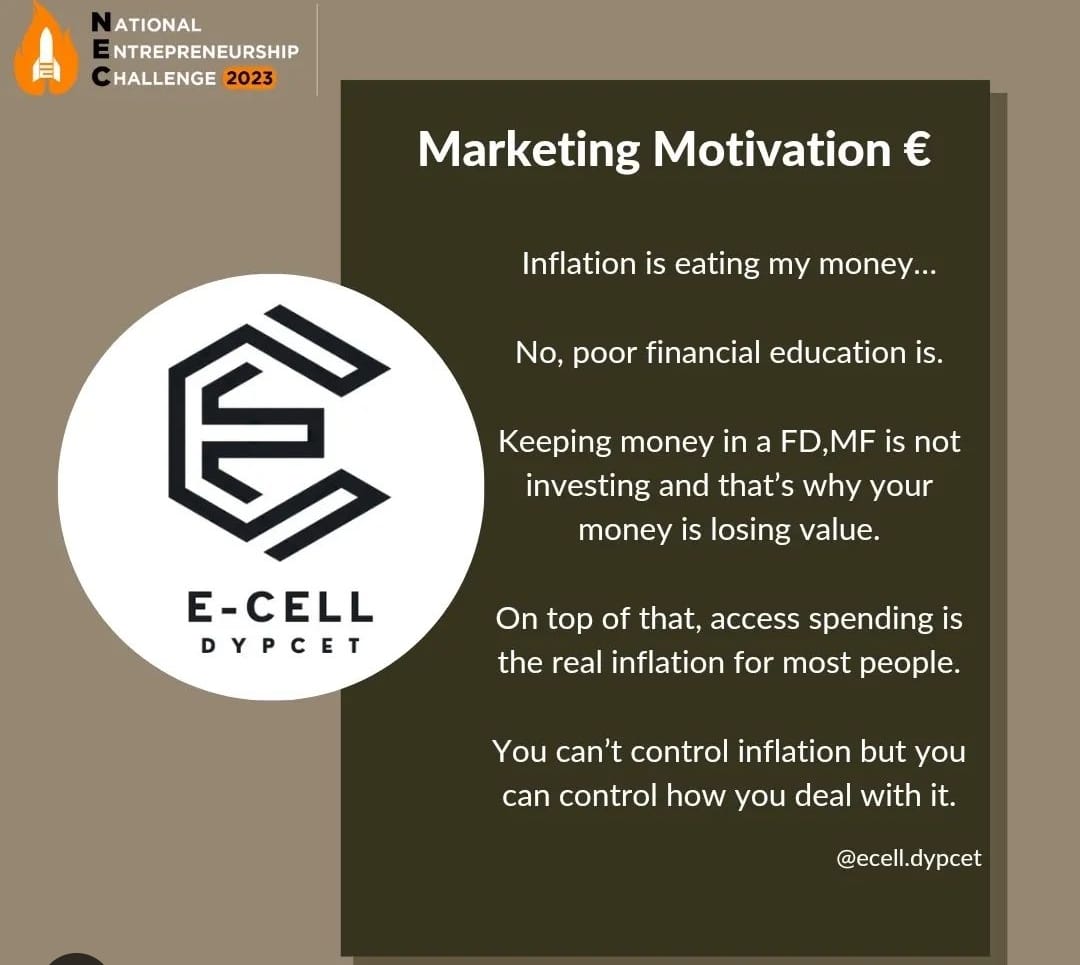 NATIONAL
ENTREPRENEURSHIP
CHALLENGE 2023
Marketing Motivation €
Inflation is eating my money...
No, poor financial education is.
Keeping money in a FD,MF is not
investing and that’s why your
money is losing value.
On top of that, access spending is
the real inflation for most people.
You can’t control inflation but you
can control how you deal with it.
@ecell.dypcet
E-CELL
DYPCET